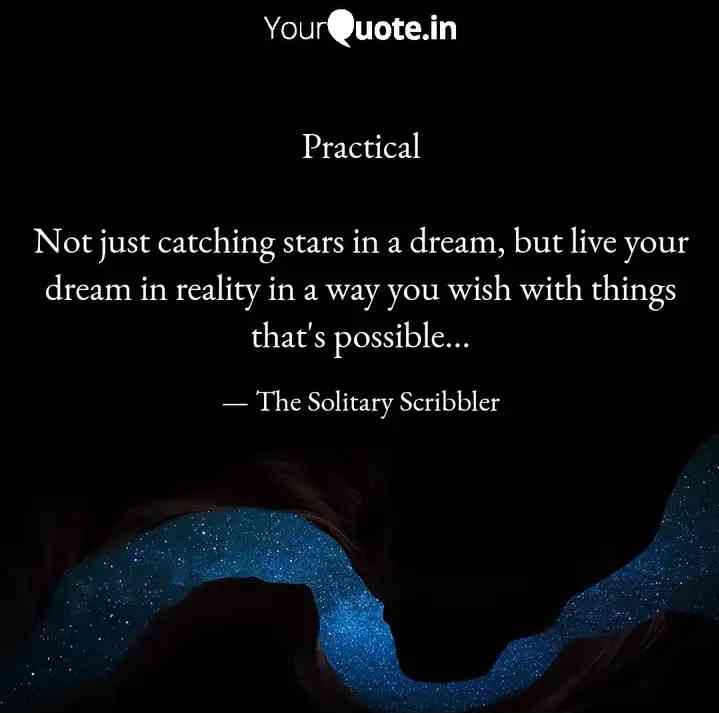 YourQuote.in
Practical
Not just catching stars in a dream, but live your
dream in reality in a way you wish with things
that's possible...
— The Solitary Scribbler